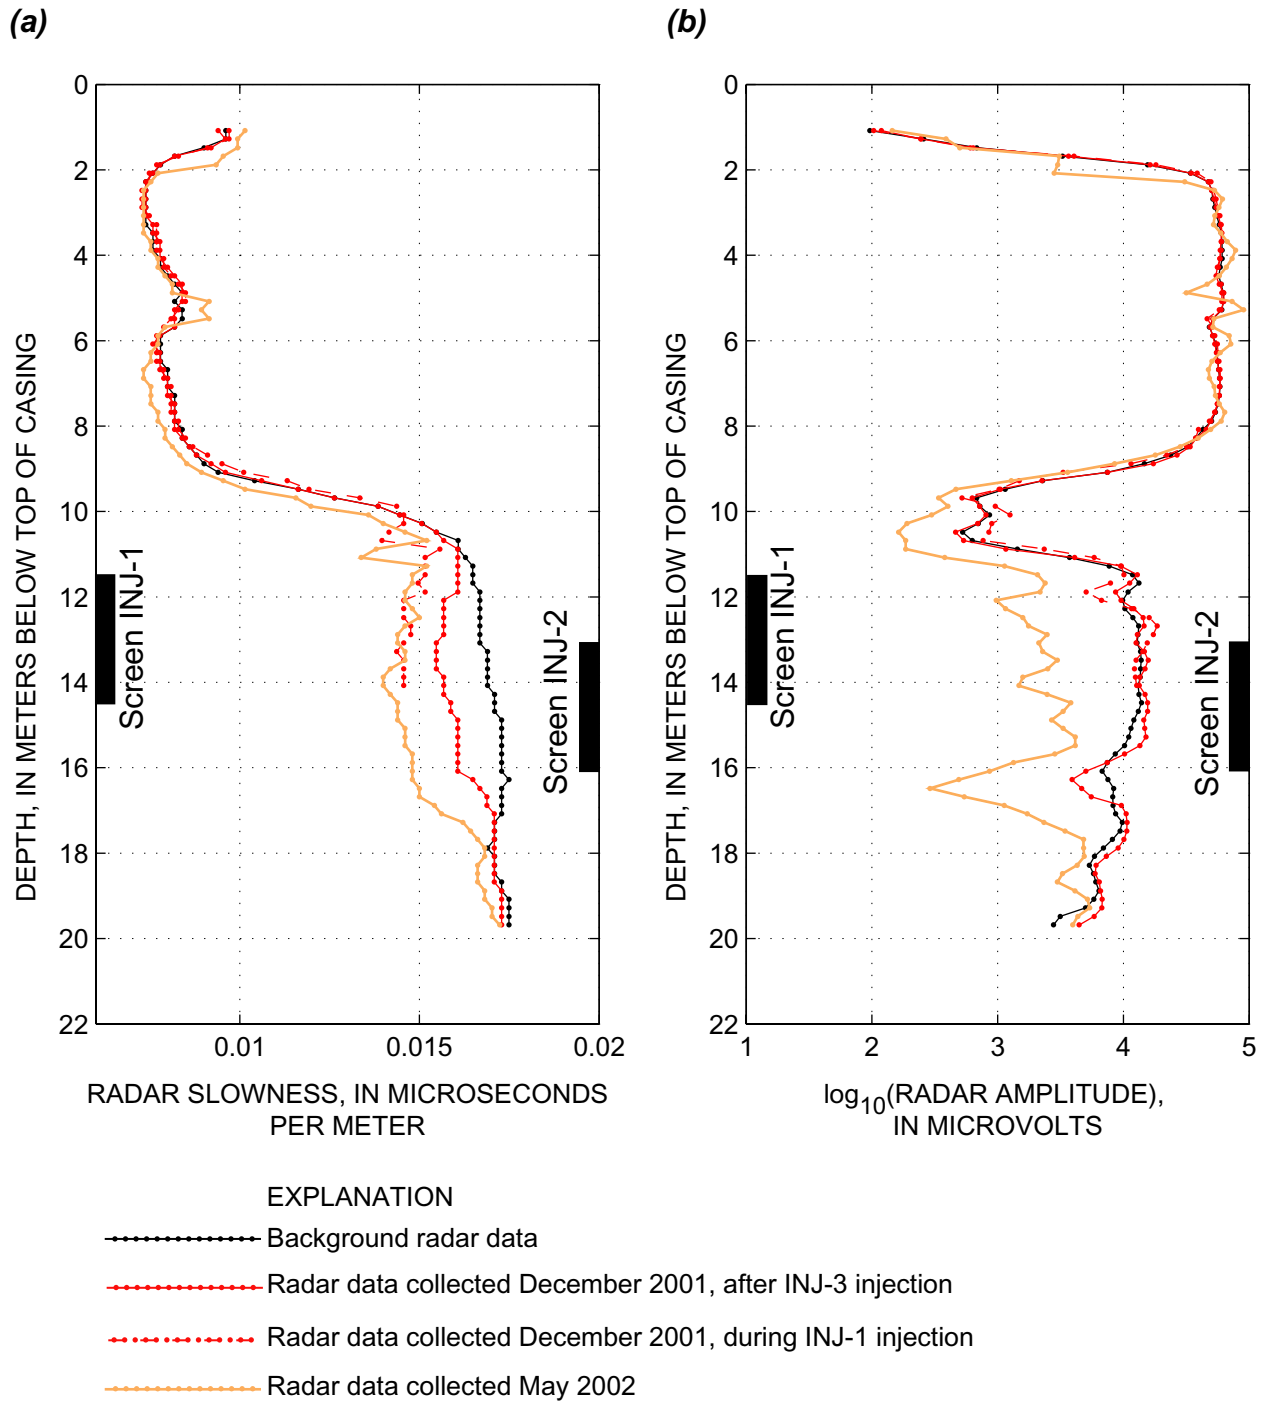 (a)
(b)
0
2
4
6
8
10
12
14
16
18
20
22
0.01
0.015
0.02
DEPTH, IN METERS BELOW TOP OF CASING
Screen INJ-1
Screen INJ-2
RADAR SLOWNESS, IN MICROSECONDS
PER METER
0
2
4
6
8
10
12
14
16
18
20
22
1
2
3
4
5
DEPTH, IN METERS BELOW TOP OF CASING
Screen INJ-1
Screen INJ-2
log10(RADAR AMPLITUDE),
IN MICROVOLTS
EXPLANATION
Background radar data
Radar data collected December 2001, after INJ-3 injection
Radar data collected December 2001, during INJ-1 injection
Radar data collected May 2002